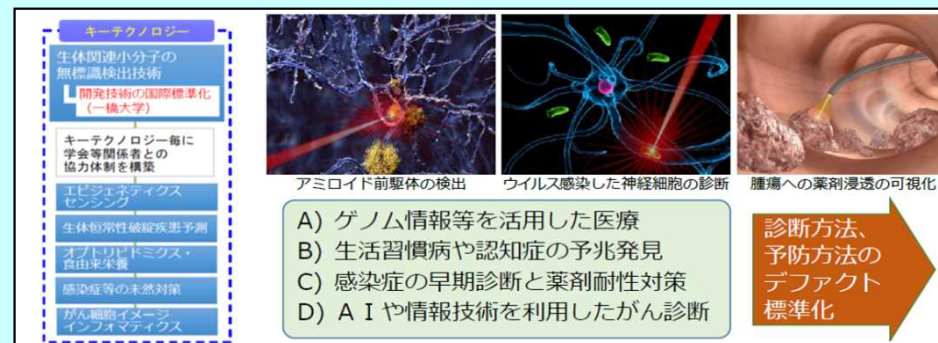 キーテクノロジー
生体関連小分子の
無標識検出技術
開発技術の国際標準化
(一橋大学)
キーテクノロジー毎に
学会等関係者との
協力体制を構築
エピジェネティクス
センシング
生体恒常性破綻疾患予測
オプトリピドミクス・
食由来栄養
感染症等の未然対策
がん細胞イメージ
インフォマティクス
アミロイド前駆体の検出
ウイルス感染した神経細胞の診断
腫瘍への薬剤浸透の可視化
A) ゲノム情報等を活用した医療
B) 生活習慣病や認知症の予兆発見
C) 感染症の早期診断と薬剤耐性対策
D) AIや情報技術を利用したがん診断
診断方法、
予防方法の
デファクト
標準化